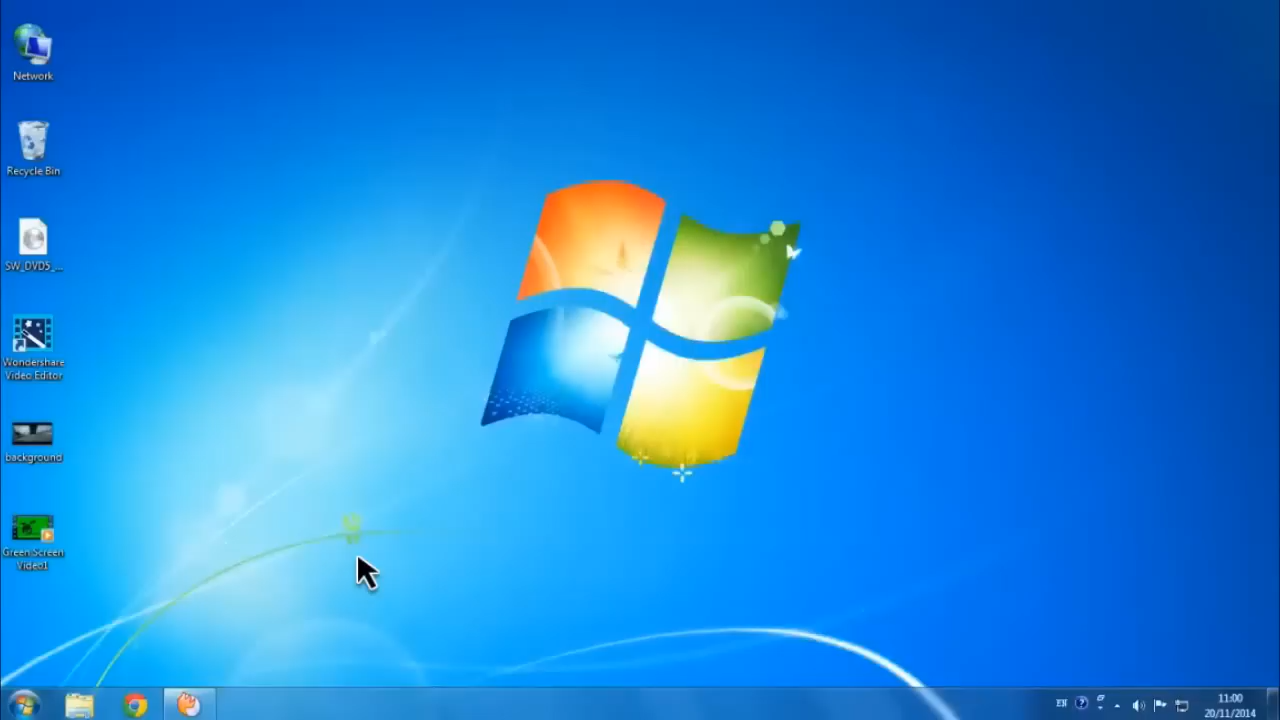 Network
Recycle Bin
SW_DVD5_...
Wondershare
Video Editor
background
Green Screen
Video1
EN
11:00
20/11/2014